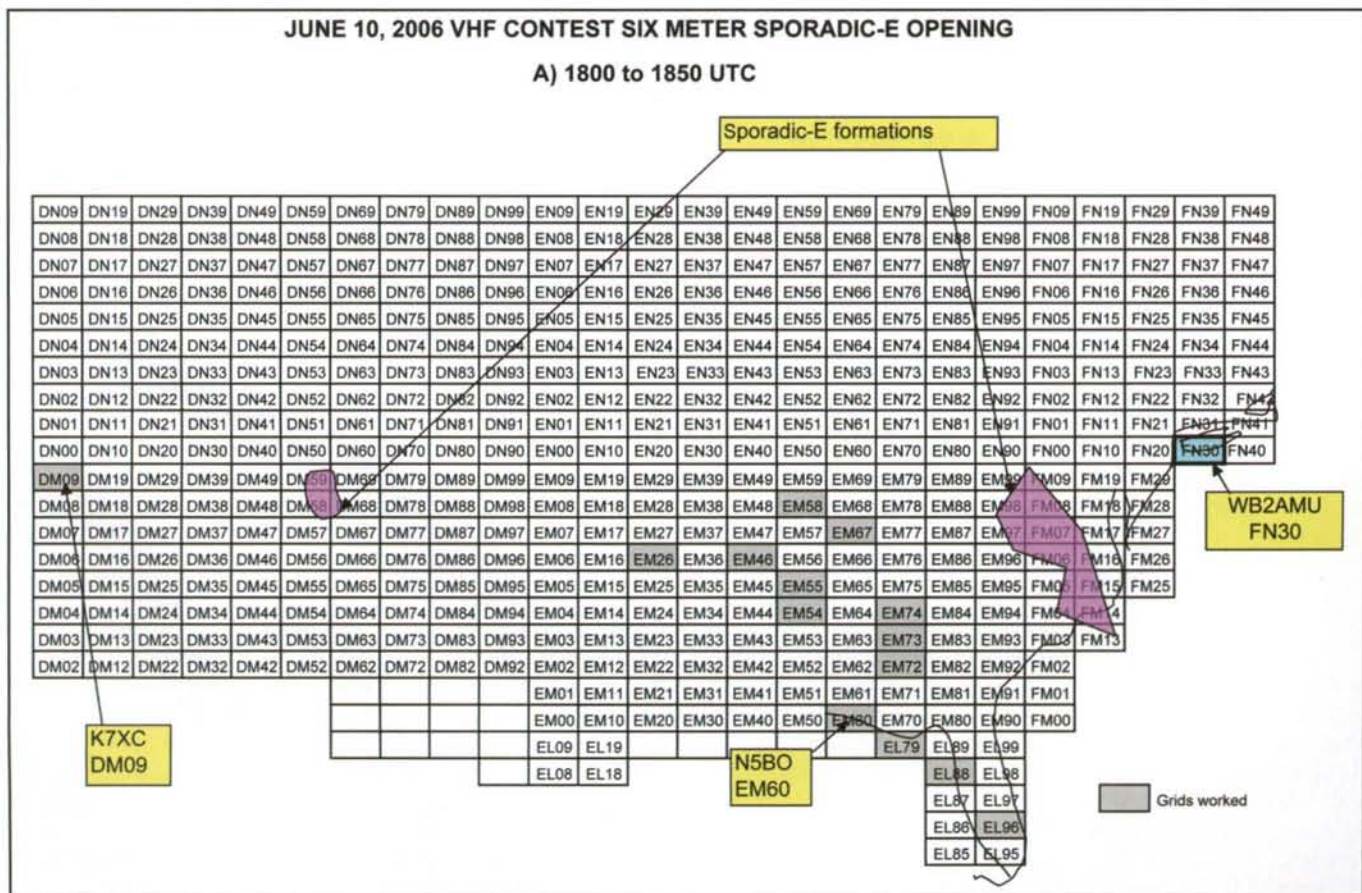 JUNE 10, 2006 VHF CONTEST SIX METER SPORADIC-E OPENING
A) 1800 to 1850 UTC
Sporadic-E formations
DN09 DN19 DN29 DN39 DN49 DN59 DN69 DN79 DN89 DN99 EN09 EN19 EN29 EN39 EN49 EN59 EN69 EN79 EN89 EN99 FN09 FN19 FN29 FN39 FN49
DN08 DN18 DN28 DN38 DN48 DN58 DN68 DN78 DN88 DN98 EN08 EN18 EN28 EN38 EN48 EN58 EN68 EN78 EN88 EN98 FN08 FN18 FN28 FN38 FN48
DN07 DN17 DN27 DN37 DN47 DN57 DN67 DN77 DN87 DN97 EN07 EN17 EN27 EN37 EN47 EN57 EN67 EN77 EN87 EN97 FN07 FN17 FN27 FN37 FN47
DN06 DN16 DN26 DN36 DN46 DN56 DN66 DN76 DN86 DN96 EN06 EN16 EN26 EN36 EN46 EN56 EN66 EN76 EN86 EN96 FN06 FN16 FN26 FN36 FN46
DN05 DN15 DN25 DN35 DN45 DN55 DN65 DN75 DN85 DN95 EN05 EN15 EN25 EN35 EN45 EN55 EN65 EN75 EN85 EN95 FN05 FN15 FN25 FN35 FN45
DN04 DN14 DN24 DN34 DN44 DN54 DN64 DN74 DN84 DN94 EN04 EN14 EN24 EN34 EN44 EN54 EN64 EN74 EN84 EN94 FN04 FN14 FN24 FN34 FN44
DN03 DN13 DN23 DN33 DN43 DN53 DN63 DN73 DN83 DN93 EN03 EN13 EN23 EN33 EN43 EN53 EN63 EN73 EN83 EN93 FN03 FN13 FN23 FN33 FN43
DN02 DN12 DN22 DN32 DN42 DN52 DN62 DN72 DN82 DN92 EN02 EN12 EN22 EN32 EN42 EN52 EN62 EN72 EN82 EN92 FN02 FN12 FN22 FN32 FN42
DN01 DN11 DN21 DN31 DN41 DN51 DN61 DN71 DN81 DN91 EN01 EN11 EN21 EN31 EN41 EN51 EN61 EN71 EN81 EN91 FN01 FN11 FN21 FN31 FN41
DN00 DN10 DN20 DN30 DN40 DN50 DN60 DN70 DN80 DN90 EN00 EN10 EN20 EN30 EN40 EN50 EN60 EN70 EN80 EN90 FN00 FN10 FN20 FN30 FN40
DM09 DM19 DM29 DM39 DM49 DM59 DM69 DM79 DM89 DM99 EM09 EM19 EM29 EM39 EM49 EM59 EM69 EM79 EM89 EM99 FM09 FM19 FM29
DM08 DM18 DM28 DM38 DM48 DM58 DM68 DM78 DM88 DM98 EM08 EM18 EM28 EM38 EM48 EM58 EM68 EM78 EM88 EM98 FM08 FM18 FM28
DM07 DM17 DM27 DM37 DM47 DM57 DM67 DM77 DM87 DM97 EM07 EM17 EM27 EM37 EM47 EM57 EM67 EM77 EM87 EM97 FM07 FM17 FM27
DM06 DM16 DM26 DM36 DM46 DM56 DM66 DM76 DM86 DM96 EM06 EM16 EM26 EM36 EM46 EM56 EM66 EM76 EM86 EM96 FM06 FM16 FM26
DM05 DM15 DM25 DM35 DM45 DM55 DM65 DM75 DM85 DM95 EM05 EM15 EM25 EM35 EM45 EM55 EM65 EM75 EM85 EM95 FM05 FM15 FM25
DM04 DM14 DM24 DM34 DM44 DM54 DM64 DM74 DM84 DM94 EM04 EM14 EM24 EM34 EM44 EM54 EM64 EM74 EM84 EM94 FM04 FM14
DM03 DM13 DM23 DM33 DM43 DM53 DM63 DM73 DM83 DM93 EM03 EM13 EM23 EM33 EM43 EM53 EM63 EM73 EM83 EM93 FM03 FM13
DM02 DM12 DM22 DM32 DM42 DM52 DM62 DM72 DM82 DM92 EM02 EM12 EM22 EM32 EM42 EM52 EM62 EM72 EM82 EM92 FM02
EM01 EM11 EM21 EM31 EM41 EM51 EM61 EM71 EM81 EM91 FM01
EM00 EM10 EM20 EM30 EM40 EM50 EM60 EM70 EM80 EM90 FM00
EL09 EL19 EL79 EL89 EL99
EL08 EL18 EL88 EL98
EL87 EL97
EL86 EL96
EL85 EL95
WB2AMU
FN30
K7XC
DM09
N5BO
EM60
Grids worked